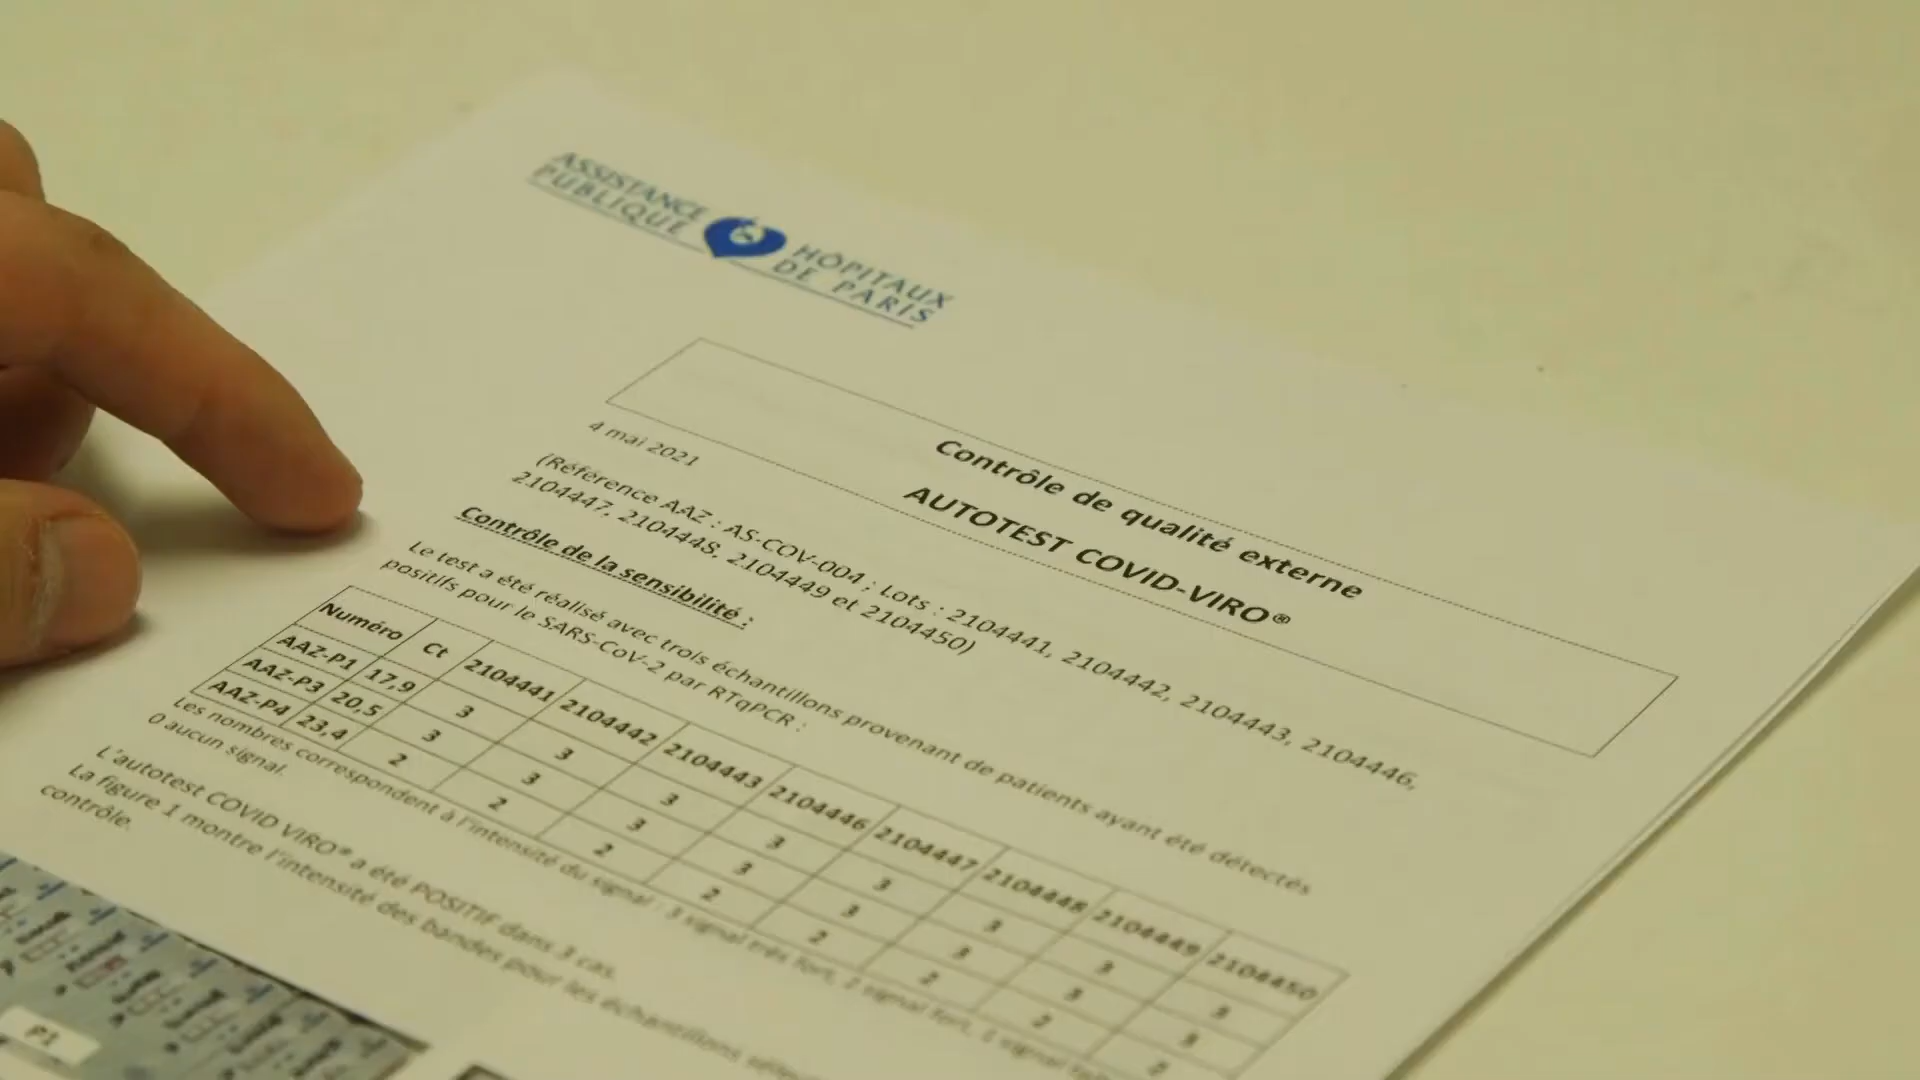 ASSISTANCE
PUBLIQUE
HÔPITAUX
DE PARIS
Contrôle de qualité externe
AUTOTEST COVID-VIRO®
4 mai 2021
(Référence AAZ : AS-COV-004 ; Lots : 2104441, 2104442, 2104443, 2104446,
2104447, 2104448, 2104449 et 2104450)
Contrôle de la sensibilité :
Le test a été réalisé avec trois échantillons provenant de patients ayant été détectés
positifs pour le SARS-CoV-2 par RTqPCR :
Numéro Ct 2104441 2104442 2104443 2104446 2104447 2104448 2104449 2104450
AAZ-P1 17,9 3 3 3 3 3 3 3 3
AAZ-P3 20,5 3 3 3 3 3 3 3 3
AAZ-P4 23,4 2 2 2 2 2 2 2 2
Les nombres correspondent à l'intensité du signal : 3 signal très fort, 2 signal fort, 1 signal
0 aucun signal.
L'autotest COVID VIRO® a été POSITIF dans 3 cas.
La figure 1 montre l'intensité des bandes pour les échantillons
contrôle.
P1